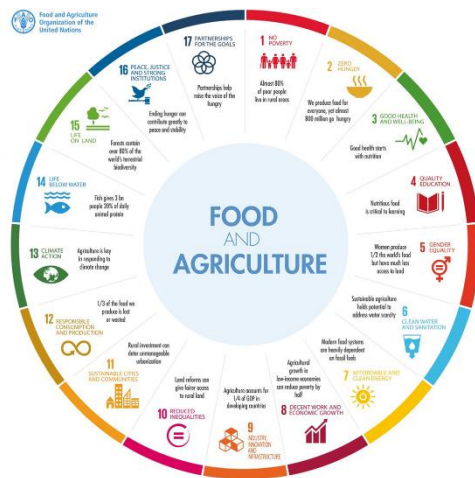 Food and Agriculture
Organization of the
United Nations
FOOD
AND
AGRICULTURE
1 NO
POVERTY
Almost 80%
of poor people
live in rural areas
2 ZERO
HUNGER
We produce food for
everyone, yet almost
800 million go hungry
3 GOOD HEALTH
AND WELL-BEING
Good health starts
with nutrition
4 QUALITY
EDUCATION
Nutritious food
is critical to learning
5 GENDER
EQUALITY
Women produce
1/2 the world's food
but have much less
access to land
6 CLEAN WATER
AND SANITATION
Sustainable agriculture
holds potential to
address water scarcity
7 AFFORDABLE AND
CLEAN ENERGY
Modern food systems
are heavily dependent
on fossil fuels
8 DECENT WORK AND
ECONOMIC GROWTH
Agricultural
growth in
low-income economies
can reduce poverty by
half
9 INDUSTRY,
INNOVATION AND
INFRASTRUCTURE
Agriculture accounts for
1/4 of GDP in
developing countries
10 REDUCED
INEQUALITIES
Land reforms can
give fairer access
to rural land
11 SUSTAINABLE CITIES
AND COMMUNITIES
Rural investment can
deter unmanageable
urbanization
12 RESPONSIBLE
CONSUMPTION
AND PRODUCTION
1/3 of the food we
produce is lost
or wasted
13 CLIMATE
ACTION
Agriculture is key
in responding to
climate change
14 LIFE
BELOW WATER
Fish gives 3 bn
people 20% of daily
animal protein
15 LIFE
ON LAND
Forests contain
over 80% of the
world's terrestrial
biodiversity
16 PEACE, JUSTICE
AND STRONG
INSTITUTIONS
Ending hunger can
contribute greatly to
peace and stability
17 PARTNERSHIPS
FOR THE GOALS
Partnerships help
raise the voice of the
hungry